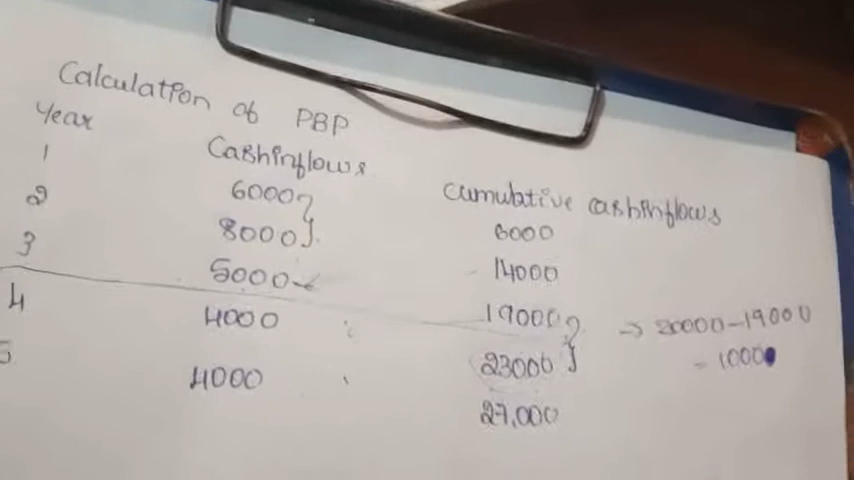 Calculation of PBP
Year Cashinflows Cumulative cashinflows
1 6000 6000
2 8000 14000
3 5000 19000 → 20000-19000
4 4000 23000 = 1000
5 4000 27,000